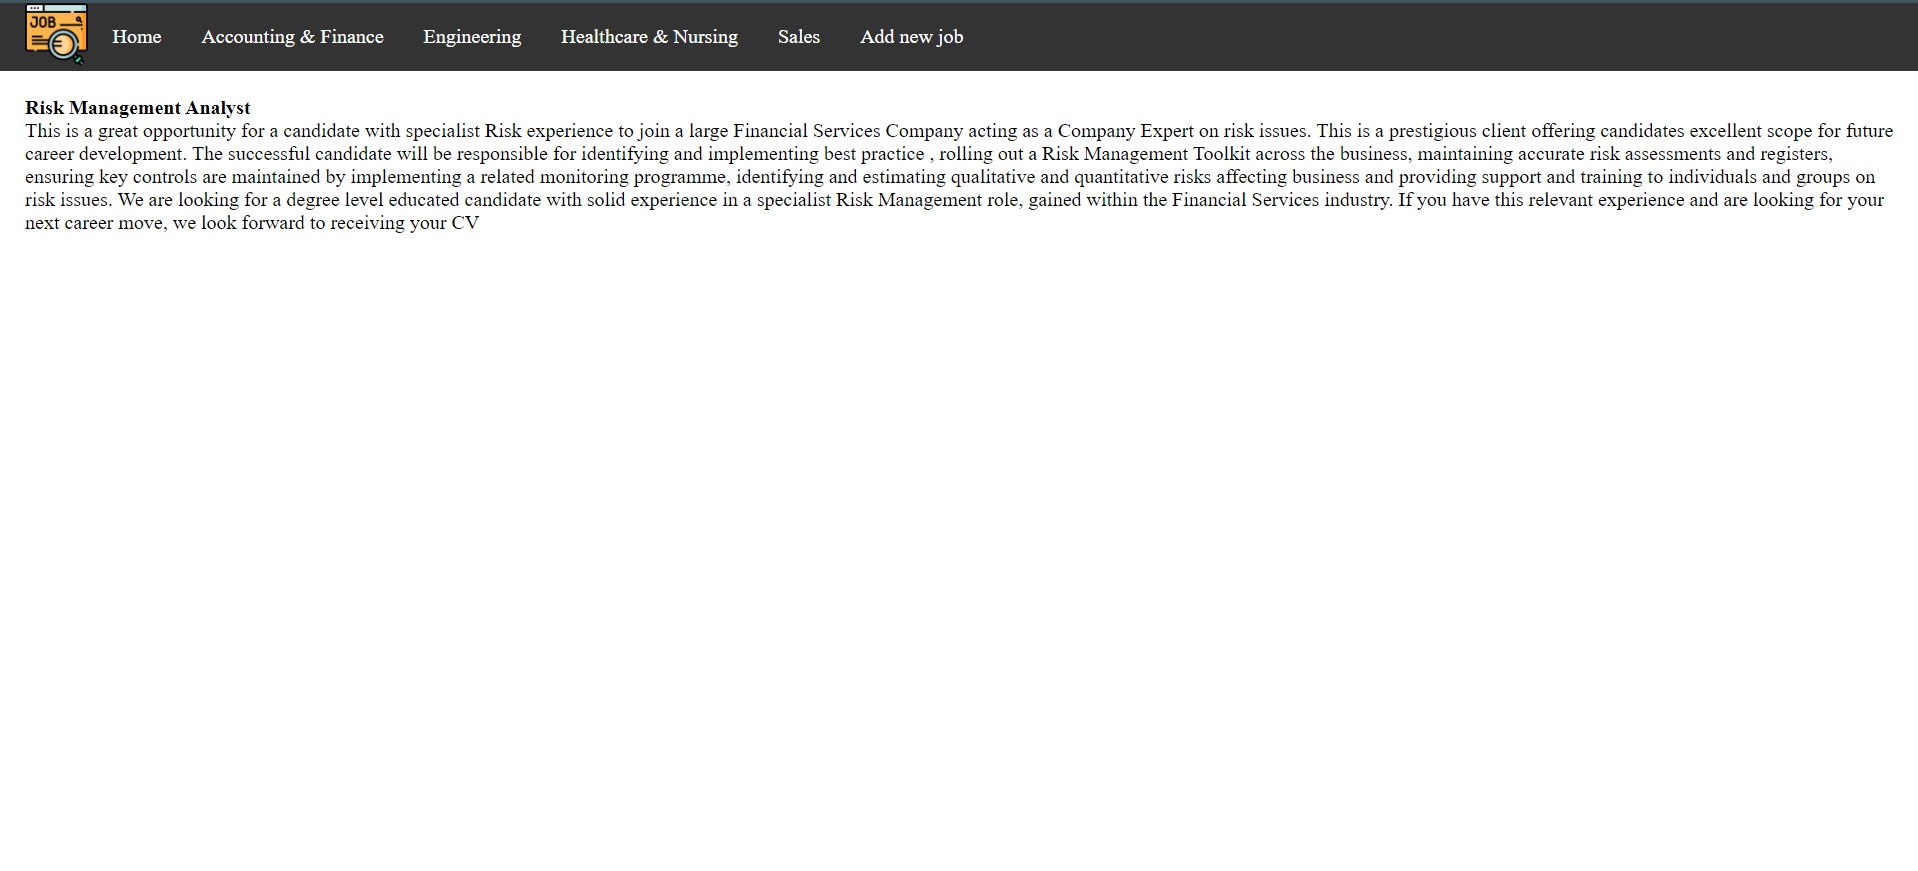 JOB
Home Accounting & Finance Engineering Healthcare & Nursing Sales Add new job
Risk Management Analyst
This is a great opportunity for a candidate with specialist Risk experience to join a large Financial Services Company acting as a Company Expert on risk issues. This is a prestigious client offering candidates excellent scope for future
career development. The successful candidate will be responsible for identifying and implementing best practice , rolling out a Risk Management Toolkit across the business, maintaining accurate risk assessments and registers,
ensuring key controls are maintained by implementing a related monitoring programme, identifying and estimating qualitative and quantitative risks affecting business and providing support and training to individuals and groups on
risk issues. We are looking for a degree level educated candidate with solid experience in a specialist Risk Management role, gained within the Financial Services industry. If you have this relevant experience and are looking for your
next career move, we look forward to receiving your CV